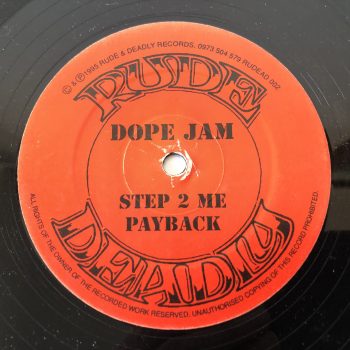 © & ℗ 1995 RUDE & DEADLY RECORDS. 0973 504 579 RUDEAD 002
RUDE
DOPE JAM
STEP 2 ME
PAYBACK
DEADLY
ALL RIGHTS OF THE OWNER OF THE RECORDED WORK RESERVED. UNAUTHORISED COPYING OF THIS RECORD PROHIBITED.